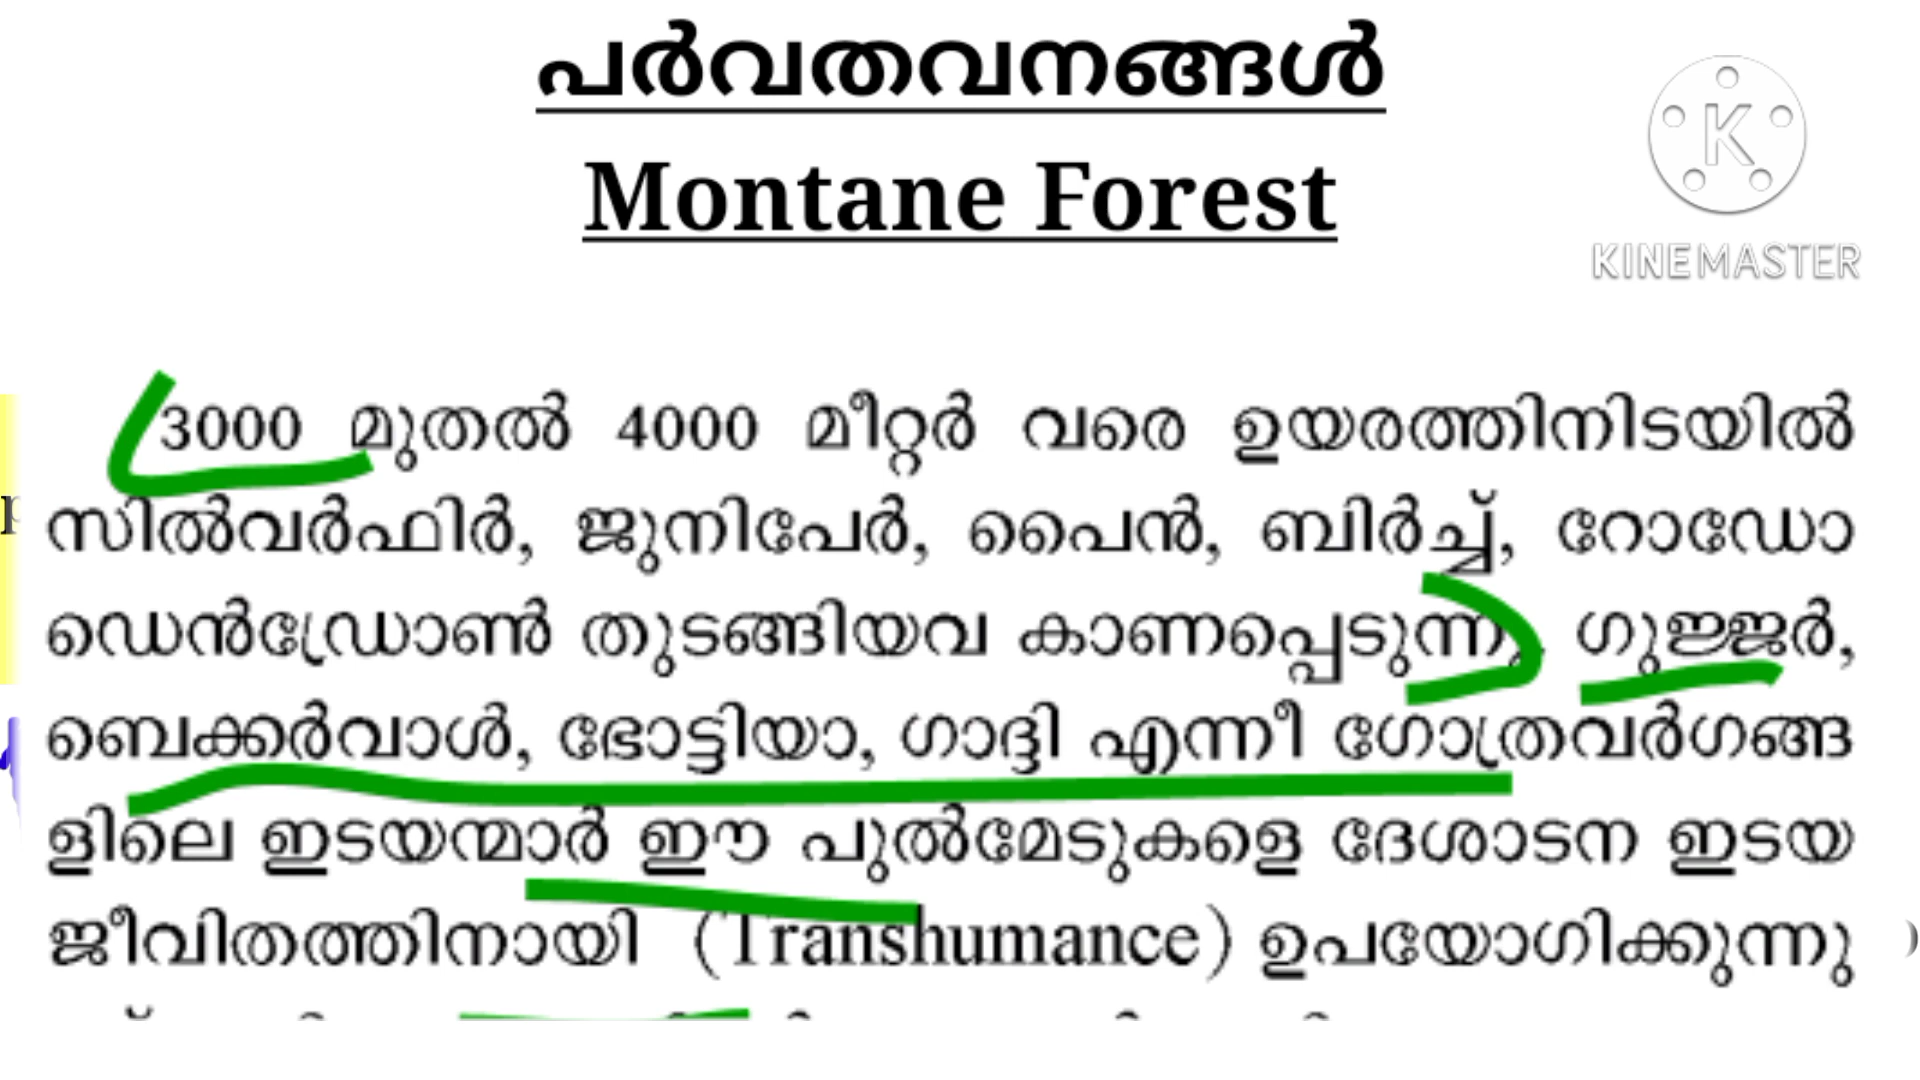 പർവതവനങ്ങൾ
Montane Forest
K
KINEMASTER
3000 മുതൽ 4000 മീറ്റർ വരെ ഉയരത്തിനിടയിൽ
സിൽവർഫിർ, ജുനിപേർ, പൈൻ, ബിർച്ച്, റോഡോ
ഡെൻഡ്രോൺ തുടങ്ങിയവ കാണപ്പെടുന്നു. ഗുജ്ജർ,
ബെക്കർവാൾ, ഭോട്ടിയാ, ഗാദ്ദി എന്നീ ഗോത്രവർഗങ്ങ
ളിലെ ഇടയന്മാർ ഈ പുൽമേടുകളെ ദേശാടന ഇടയ
ജീവിതത്തിനായി (Transhumance) ഉപയോഗിക്കുന്നു